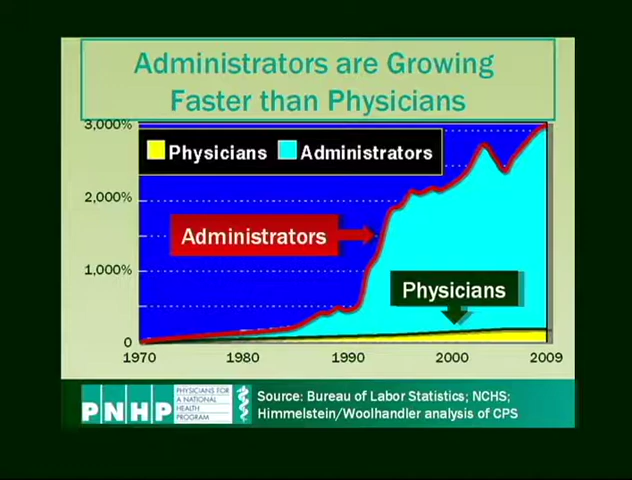 Administrators are Growing
Faster than Physicians
3,000%
Physicians Administrators
2,000%
Administrators
1,000%
Physicians
0
1970 1980 1990 2000 2009
PNHP
PHYSICIANS FOR
A NATIONAL
HEALTH
PROGRAM
Source: Bureau of Labor Statistics; NCHS;
Himmelstein/Woolhandler analysis of CPS